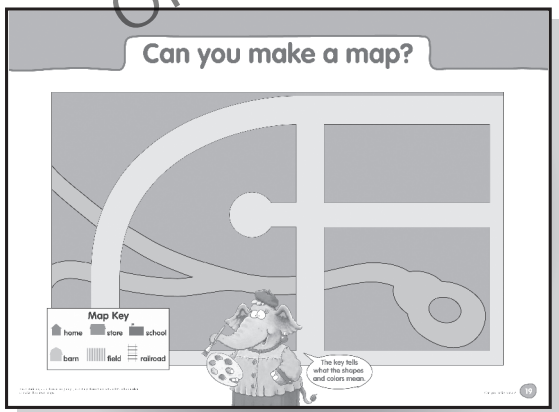 Can you make a map?
Map Key
home store school
barn field railroad
The key tells
what the shapes
and colors mean.
19